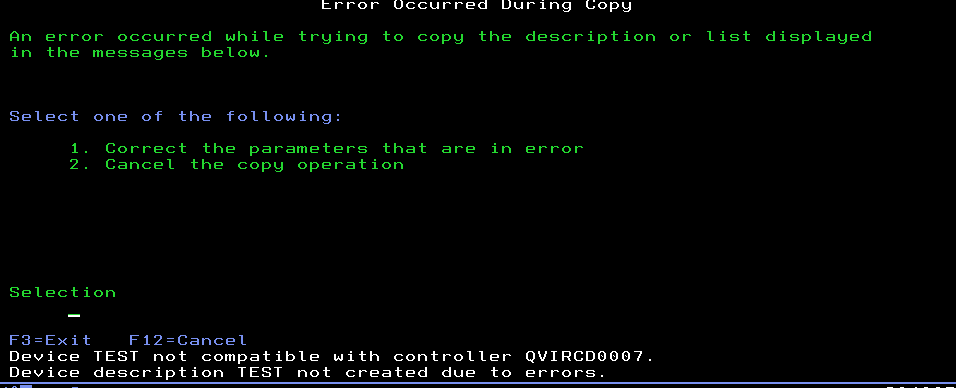 Error Occurred During Copy
An error occurred while trying to copy the description or list displayed
in the messages below.
Select one of the following:
1. Correct the parameters that are in error
2. Cancel the copy operation
Selection
F3=Exit F12=Cancel
Device TEST not compatible with controller QVIRCD0007.
Device description TEST not created due to errors.